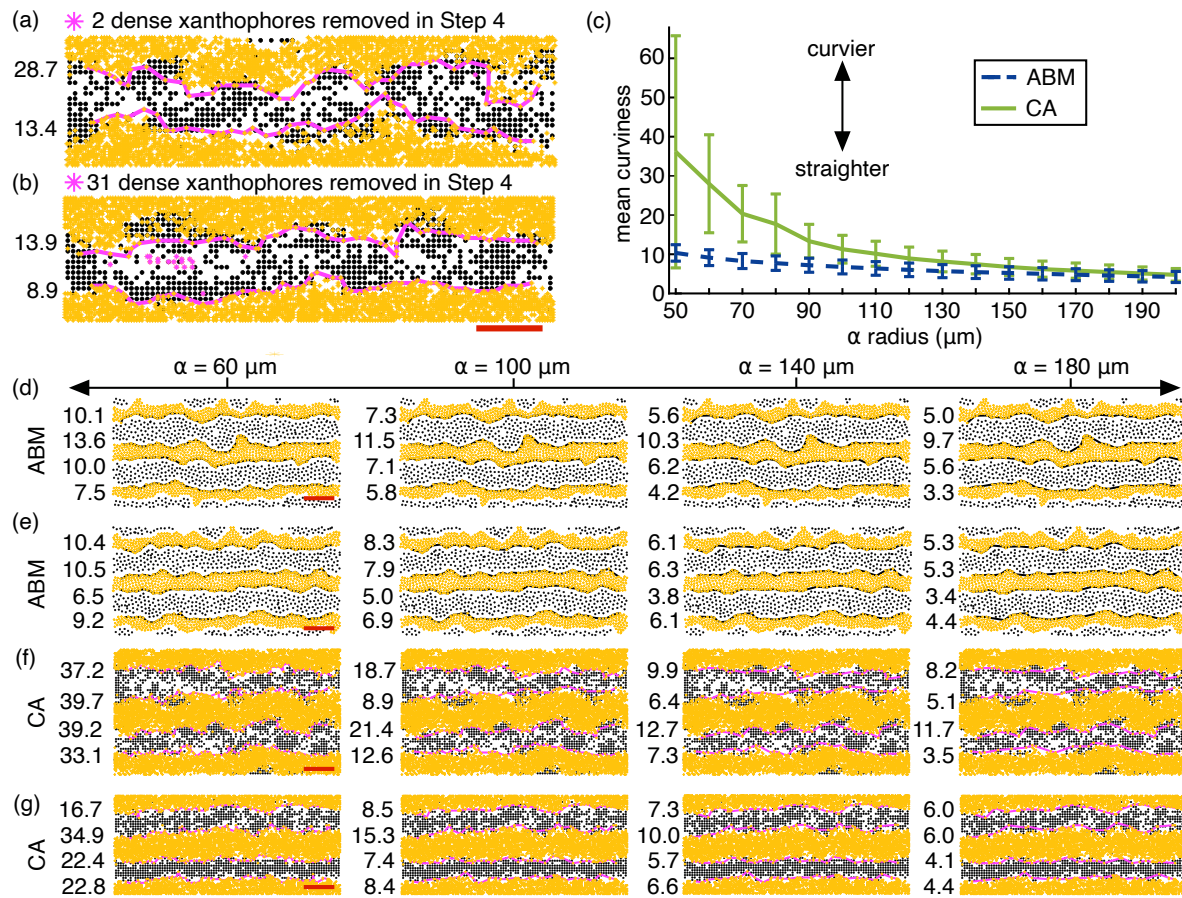 (a)
✳ 2 dense xanthophores removed in Step 4
28.7
13.4
(b)
✳ 31 dense xanthophores removed in Step 4
13.9
8.9
(c)
mean curviness
60
50
40
30
20
10
0
curvier
straighter
ABM
CA
50 70 90 110 130 150 170 190
α radius (μm)
α = 60 μm α = 100 μm α = 140 μm α = 180 μm
(d)
ABM
10.1 7.3 5.6 5.0
13.6 11.5 10.3 9.7
10.0 7.1 6.2 5.6
7.5 5.8 4.2 3.3
(e)
ABM
10.4 8.3 6.1 5.3
10.5 7.9 6.3 5.3
6.5 5.0 3.8 3.4
9.2 6.9 6.1 4.4
(f)
CA
37.2 18.7 9.9 8.2
39.7 8.9 6.4 5.1
39.2 21.4 12.7 11.7
33.1 12.6 7.3 3.5
(g)
CA
16.7 8.5 7.3 6.0
34.9 15.3 10.0 6.0
22.4 7.4 5.7 4.1
22.8 8.4 6.6 4.4